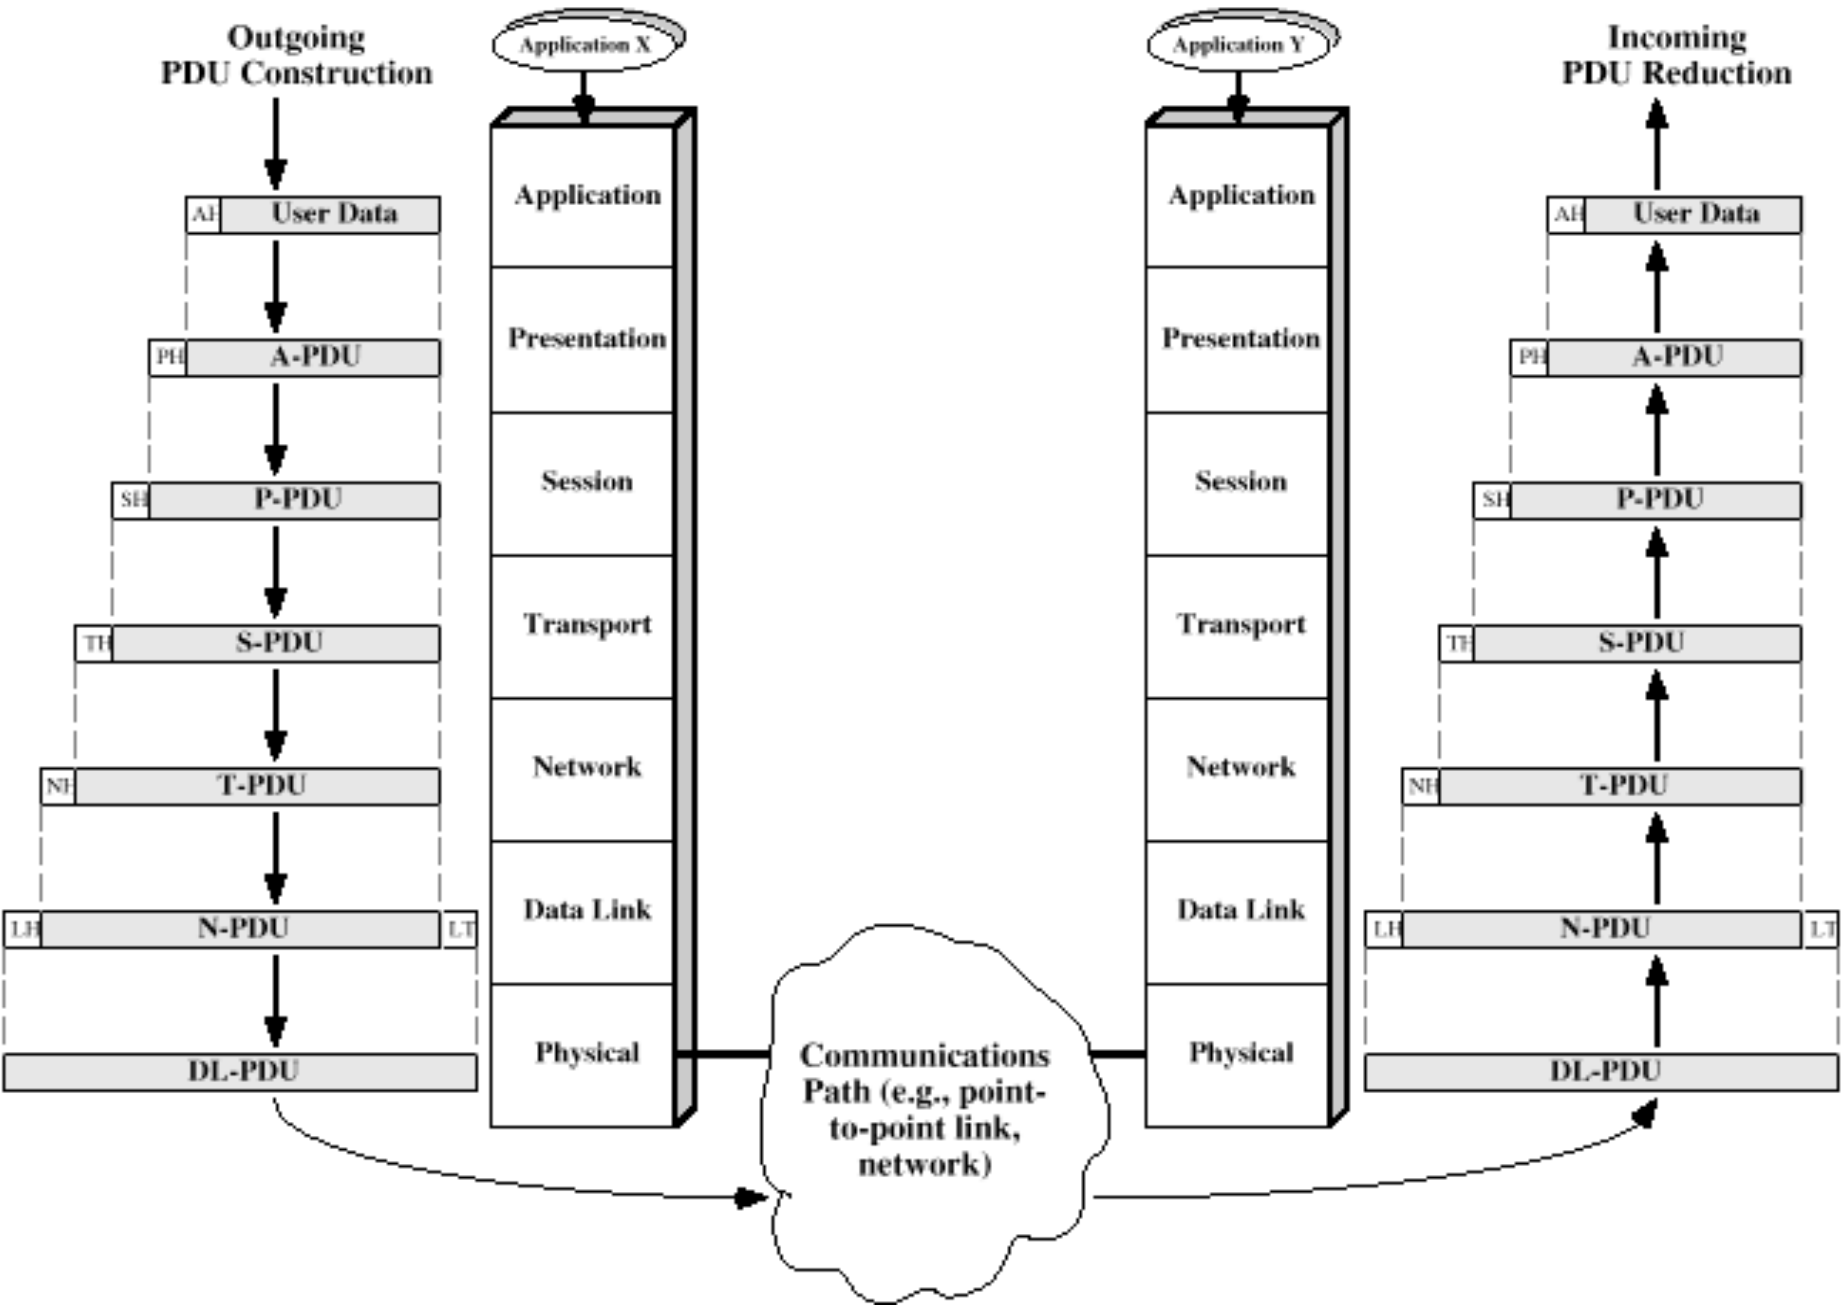 Outgoing
PDU Construction
Application X
Application Y
Incoming
PDU Reduction
AH
User Data
Application
Application
AH
User Data
PH
A-PDU
Presentation
Presentation
PH
A-PDU
SH
P-PDU
Session
Session
SH
P-PDU
TH
S-PDU
Transport
Transport
TH
S-PDU
NH
T-PDU
Network
Network
NH
T-PDU
LH
N-PDU
LT
Data Link
Data Link
LH
N-PDU
LT
DL-PDU
Physical
Communications
Path (e.g., point-
to-point link,
network)
Physical
DL-PDU